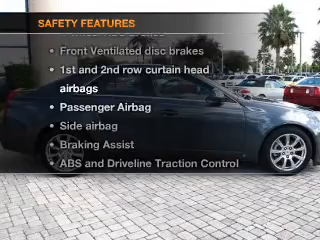 SAFETY FEATURES
• Front Ventilated disc brakes
• 1st and 2nd row curtain head
airbags
• Passenger Airbag
• Side airbag
• Braking Assist
• ABS and Driveline Traction Control